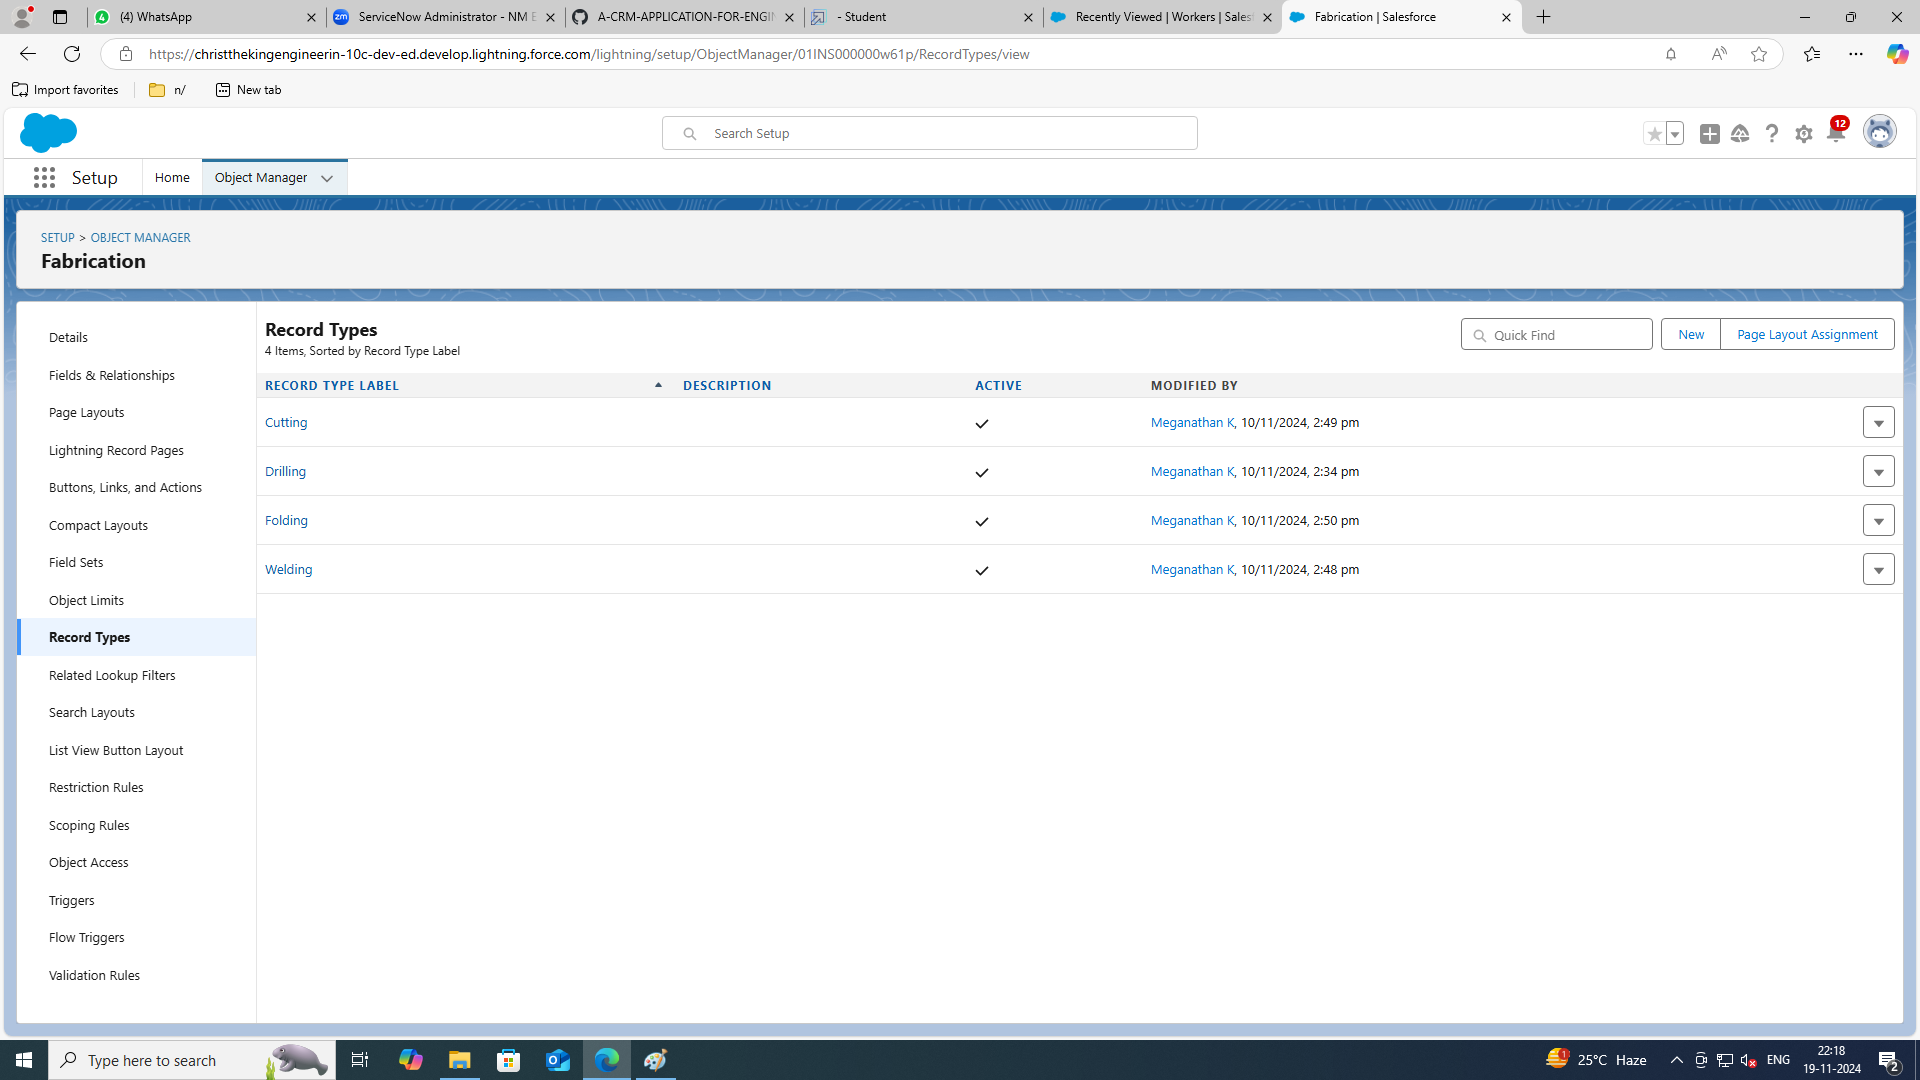 (4) WhatsApp
ServiceNow Administrator - NM E
A-CRM-APPLICATION-FOR-ENGIN
- Student
Recently Viewed | Workers | Salesf
Fabrication | Salesforce
https://christthekingengineerin-10c-dev-ed.develop.lightning.force.com/lightning/setup/ObjectManager/01INS000000w61p/RecordTypes/view
Import favorites
n/
New tab
Search Setup
12
Setup
Home
Object Manager
SETUP > OBJECT MANAGER
Fabrication
Details
Fields & Relationships
Page Layouts
Lightning Record Pages
Buttons, Links, and Actions
Compact Layouts
Field Sets
Object Limits
Record Types
Related Lookup Filters
Search Layouts
List View Button Layout
Restriction Rules
Scoping Rules
Object Access
Triggers
Flow Triggers
Validation Rules
Record Types
4 Items, Sorted by Record Type Label
Quick Find
New
Page Layout Assignment
RECORD TYPE LABEL DESCRIPTION ACTIVE MODIFIED BY
Cutting Meganathan K, 10/11/2024, 2:49 pm
Drilling Meganathan K, 10/11/2024, 2:34 pm
Folding Meganathan K, 10/11/2024, 2:50 pm
Welding Meganathan K, 10/11/2024, 2:48 pm
Type here to search
1
25°C Haze
ENG
22:18
19-11-2024
2